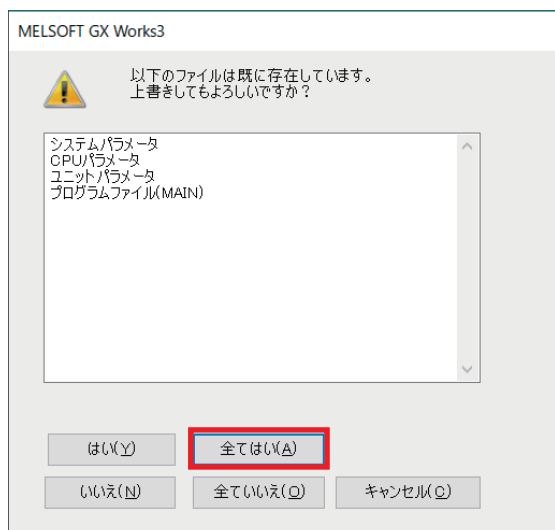 MELSOFT GX Works3
以下のファイルは既に存在しています。
上書きしてもよろしいですか？
システムパラメータ
CPUパラメータ
ユニットパラメータ
プログラムファイル(MAIN)
はい(Y) 全てはい(A)
いいえ(N) 全ていいえ(O) キャンセル(C)